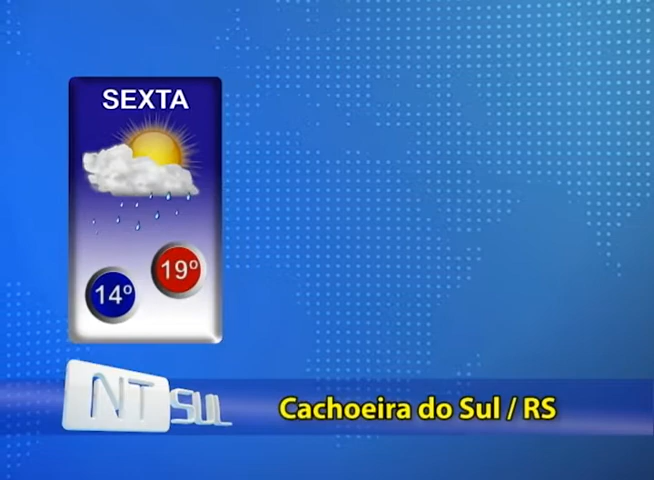 SEXTA
19º
14º
NT SUL
Cachoeira do Sul / RS